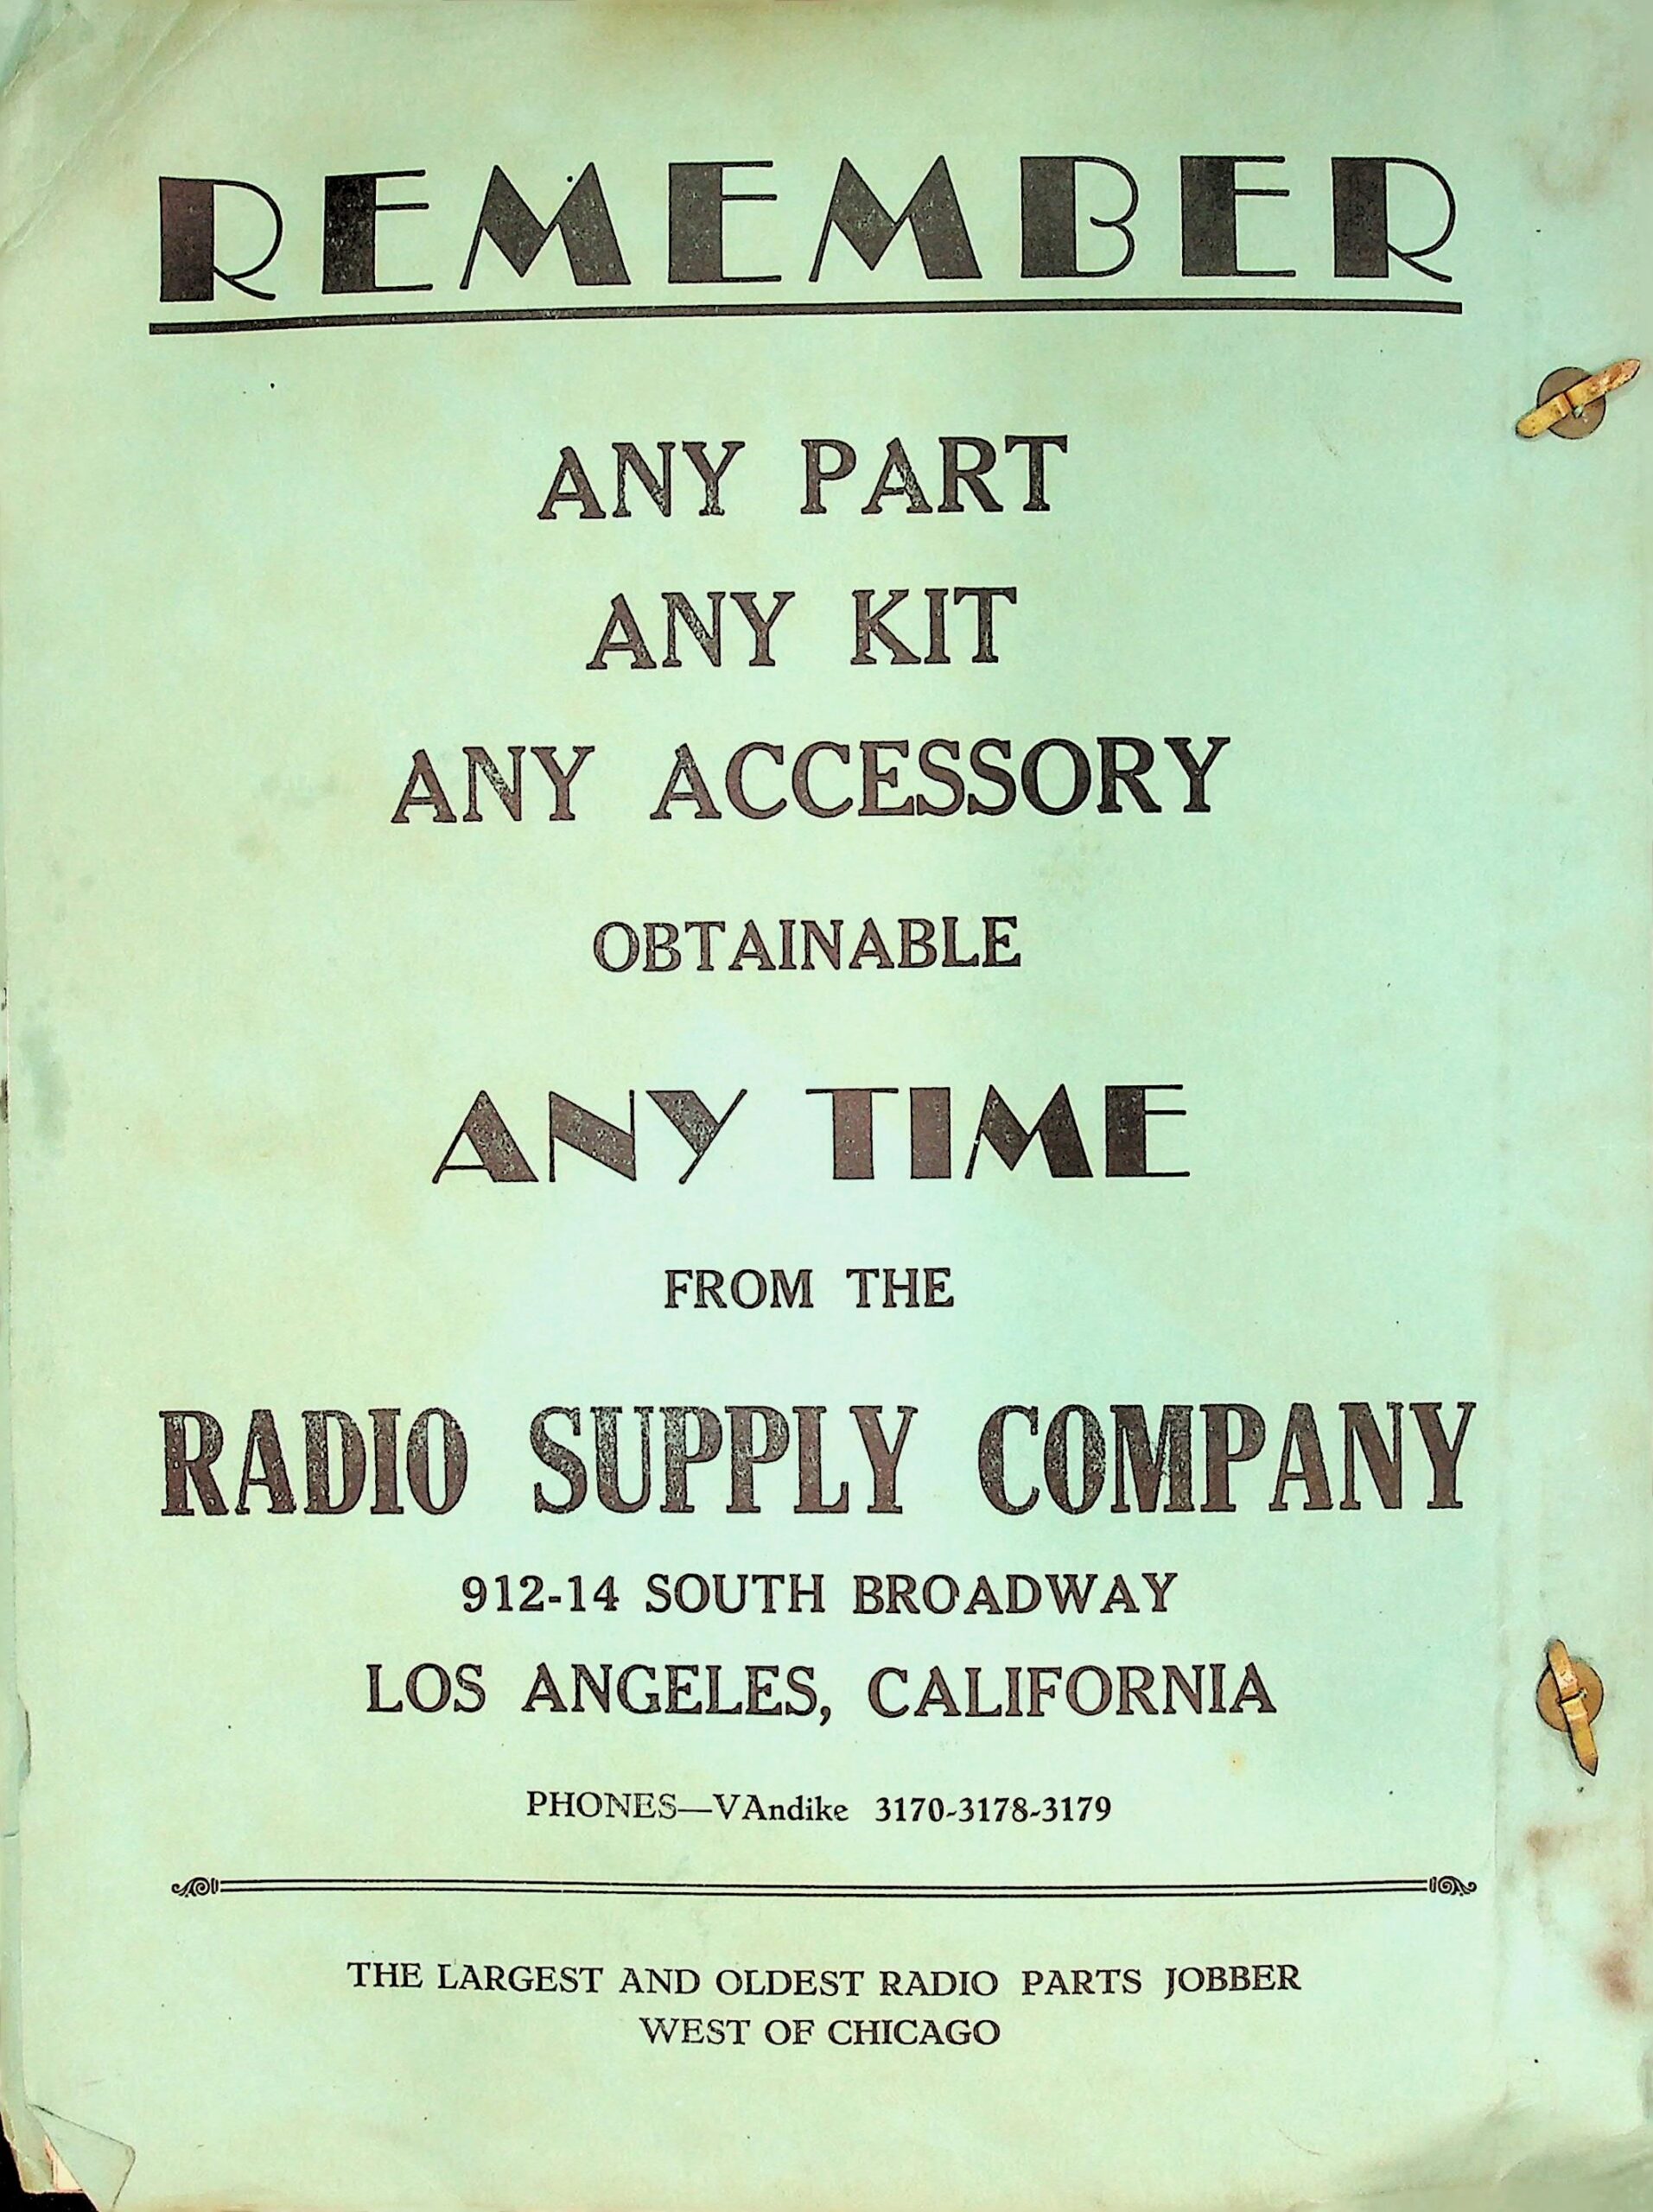 REMEMBER
ANY PART
ANY KIT
ANY ACCESSORY
OBTAINABLE
ANY TIME
FROM THE
RADIO SUPPLY COMPANY
912-14 SOUTH BROADWAY
LOS ANGELES, CALIFORNIA
PHONES—VAndike 3170-3178-3179
THE LARGEST AND OLDEST RADIO PARTS JOBBER
WEST OF CHICAGO